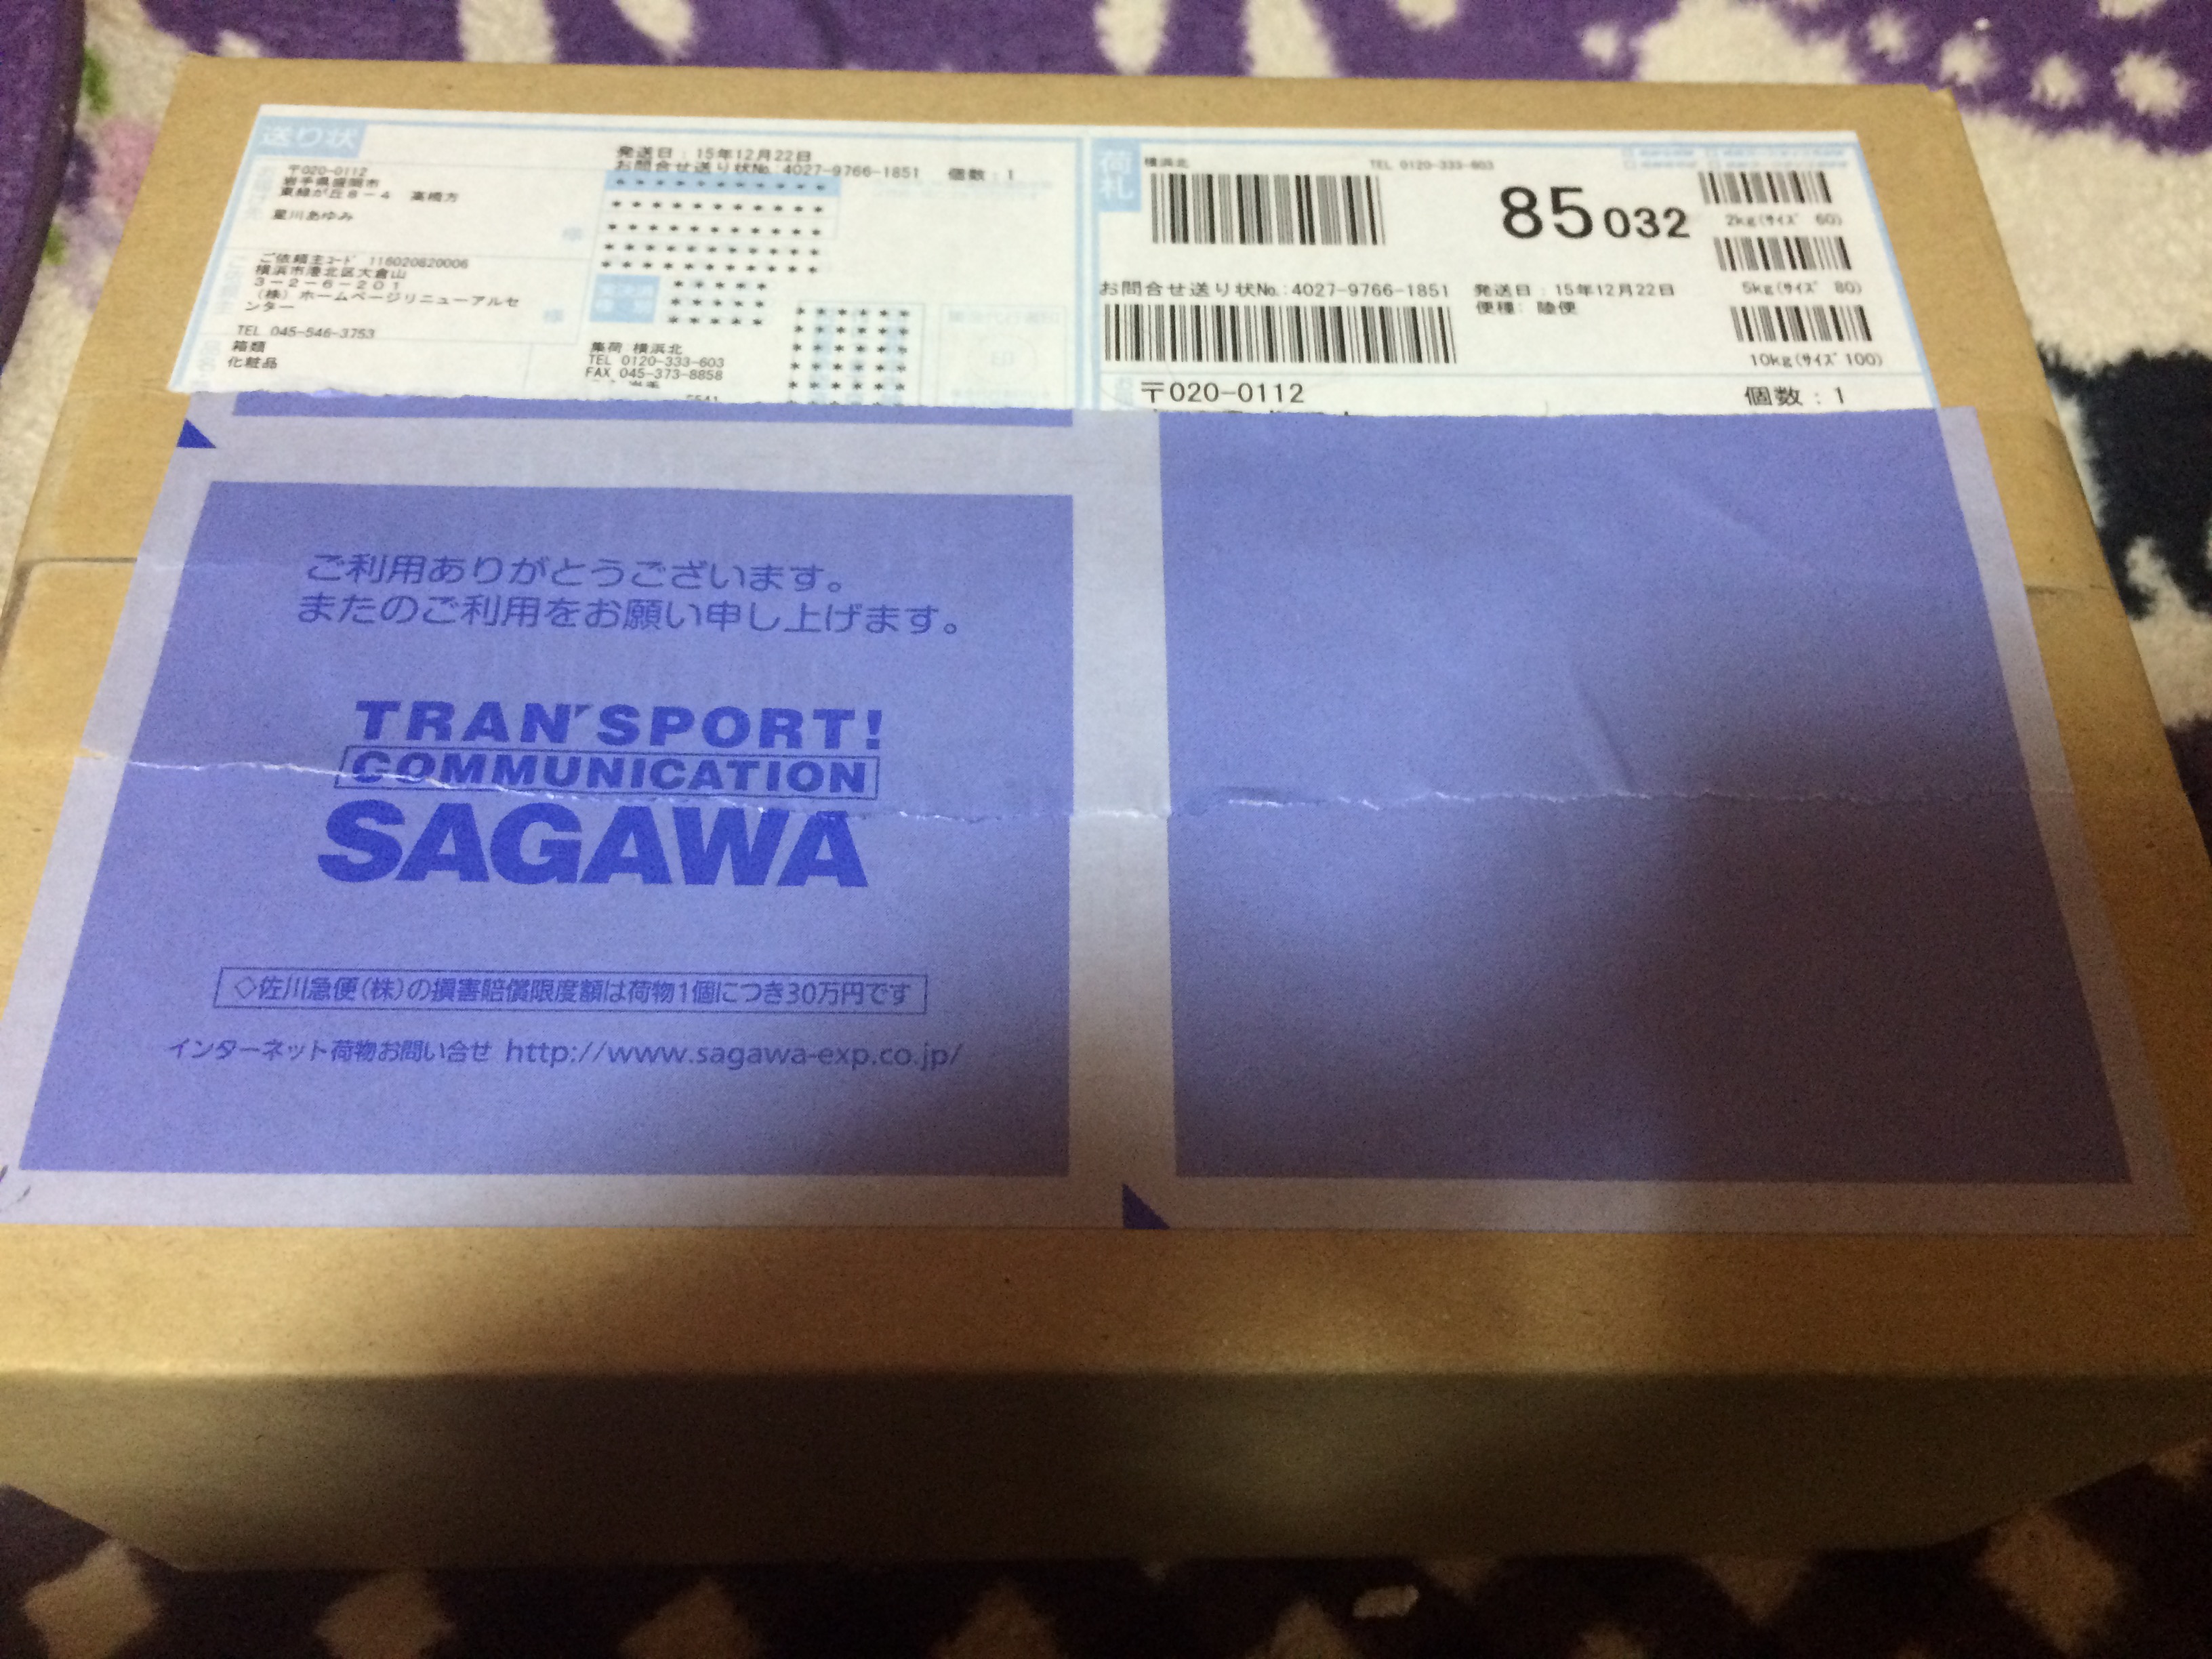 送り状
〒020-0112
岩手県盛岡市
東緑が丘8-4 高橋方
星川あゆみ
様
ご依頼主コード 116020820006
横浜市港北区大倉山
3-2-6-201
(株)ホームページリニューアルセ
ンター
様
TEL 045-546-3753
箱類
化粧品
発送日:15年12月22日
お問合せ送り状No.:4027-9766-1851 個数:1
集荷 横浜北
TEL 0120-333-603
FAX 045-373-8858
荷札
横浜北 TEL 0120-333-603
85 032
2kg(サイズ 60)
5kg(サイズ 80)
10kg(サイズ 100)
お問合せ送り状No.:4027-9766-1851 発送日:15年12月22日
便種: 陸便
〒020-0112 個数:1
ご利用ありがとうございます。
またのご利用をお願い申し上げます。
TRAN'SPORT!
COMMUNICATION
SAGAWA
◇佐川急便(株)の損害賠償限度額は荷物1個につき30万円です
インターネット荷物お問い合せ http://www.sagawa-exp.co.jp/